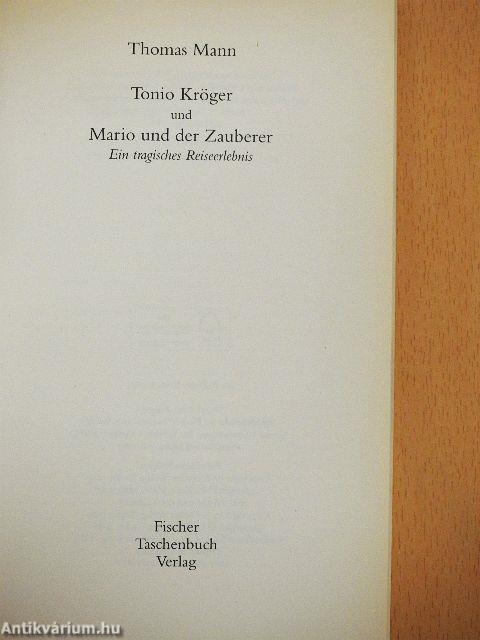 Thomas Mann
Tonio Kröger
und
Mario und der Zauberer
Ein tragisches Reiseerlebnis
Fischer
Taschenbuch
Verlag
Antikvárium.hu